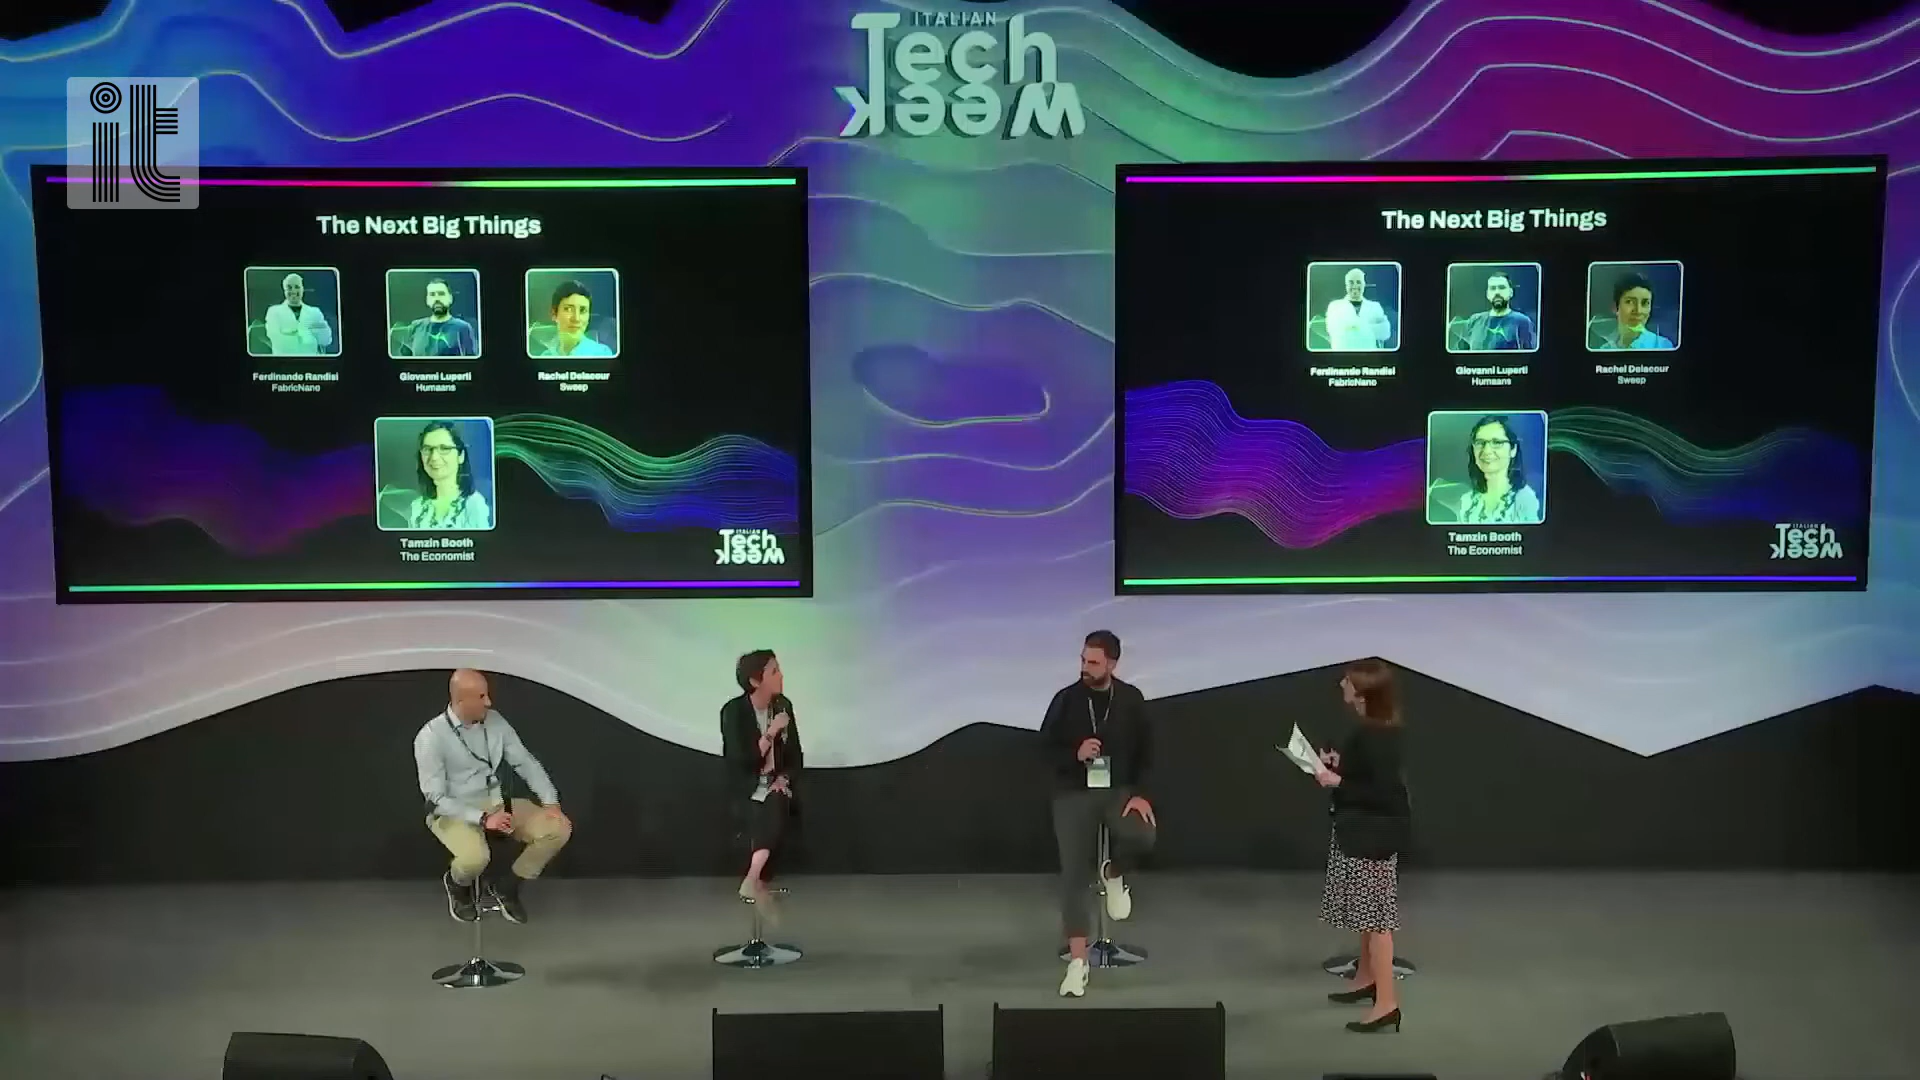 ITALIAN
Tech
week
it
The Next Big Things
Ferdinando Randisi
FabricNano
Giovanni Luperti
Humaans
Rachel Delacour
Sweep
Tamzin Booth
The Economist
ITALIAN
Tech
week
The Next Big Things
Ferdinando Randisi
FabricNano
Giovanni Luperti
Humaans
Rachel Delacour
Sweep
Tamzin Booth
The Economist
ITALIAN
Tech
week